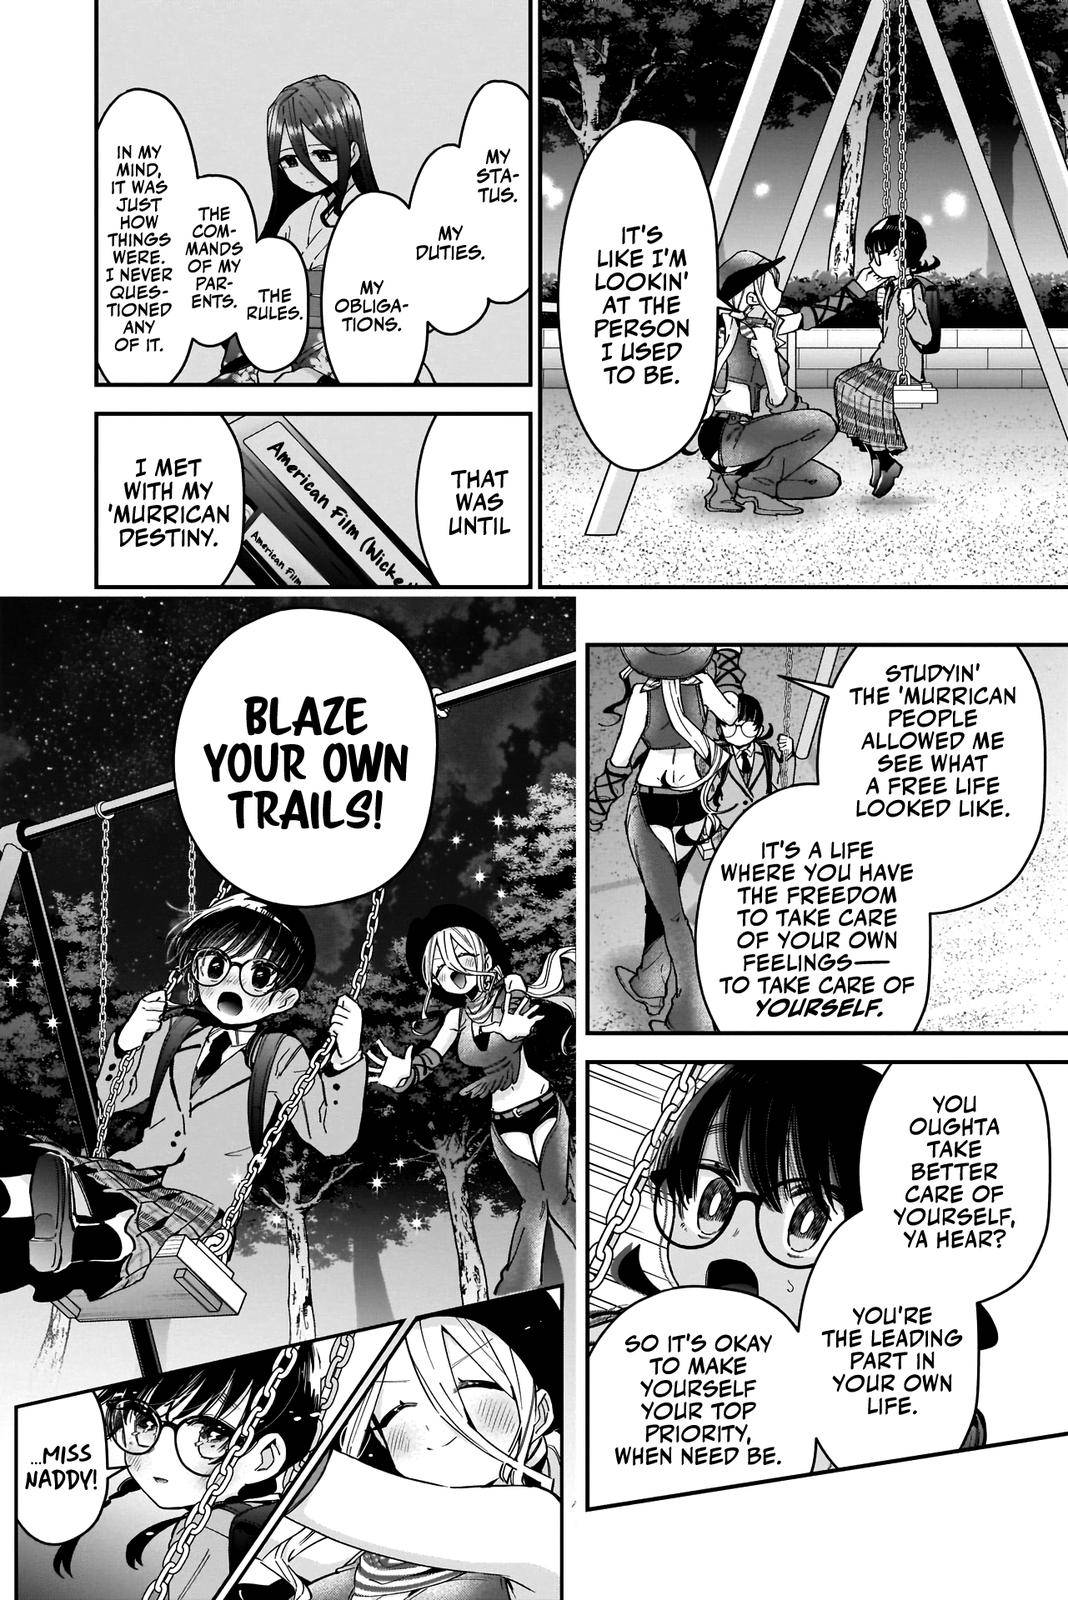 IT'S
LIKE I'M
LOOKIN'
AT THE
PERSON
I USED
TO BE.
MY
STA-
TUS.
MY
DUTIES.
MY
OBLIGA-
TIONS.
THE
RULES.
THE
COM-
MANDS
OF MY
PAR-
ENTS.
IN MY
MIND,
IT WAS
JUST
HOW
THINGS
WERE.
I NEVER
QUES-
TIONED
ANY
OF IT.
THAT
WAS
UNTIL
American Film (Wicked
American Film
I MET
WITH MY
'MURRICAN
DESTINY.
STUDYIN'
THE 'MURRICAN
PEOPLE
ALLOWED ME
SEE WHAT
A FREE LIFE
LOOKED LIKE.
IT'S A LIFE
WHERE YOU HAVE
THE FREEDOM
TO TAKE CARE
OF YOUR OWN
FEELINGS—
TO TAKE CARE OF
YOURSELF.
YOU
OUGHTA
TAKE
BETTER
CARE OF
YOURSELF,
YA HEAR?
YOU'RE
THE LEADING
PART IN
YOUR OWN
LIFE.
SO IT'S OKAY
TO MAKE
YOURSELF
YOUR TOP
PRIORITY,
WHEN NEED BE.
BLAZE
YOUR OWN
TRAILS!
...MISS
NADDY!